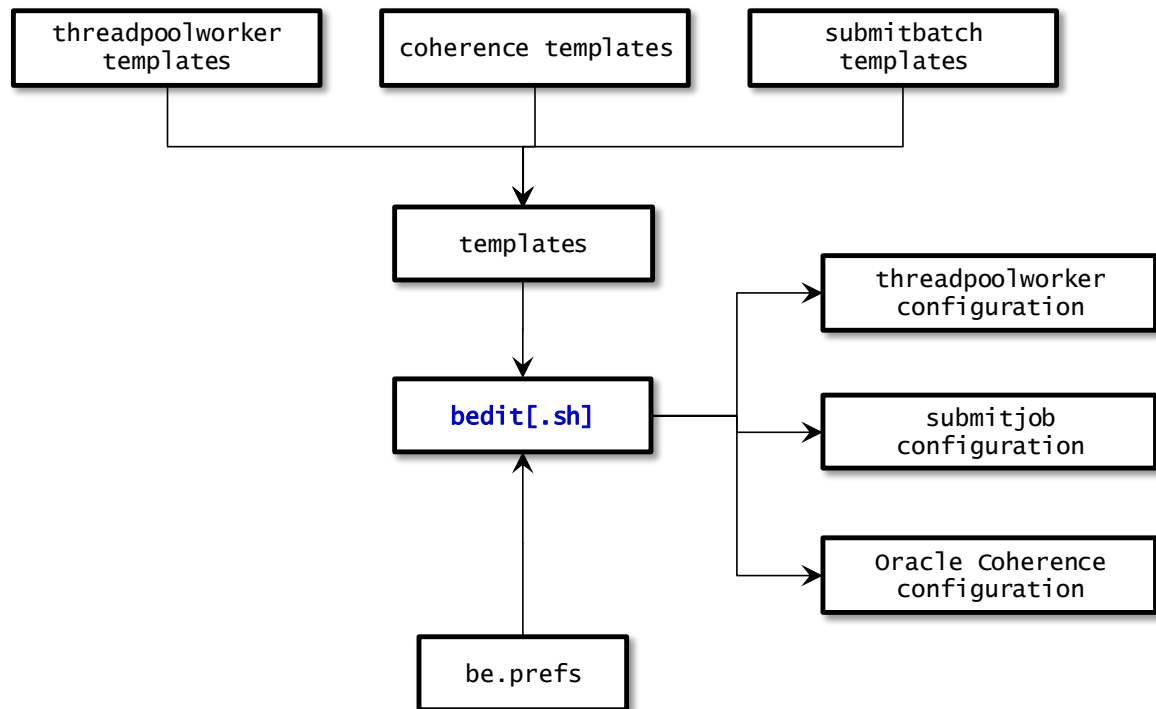 threadpoolworker
templates
coherence templates
submitbatch
templates
templates
threadpoolworker
configuration
bedit[.sh]
submitjob
configuration
Oracle Coherence
configuration
be.prefs